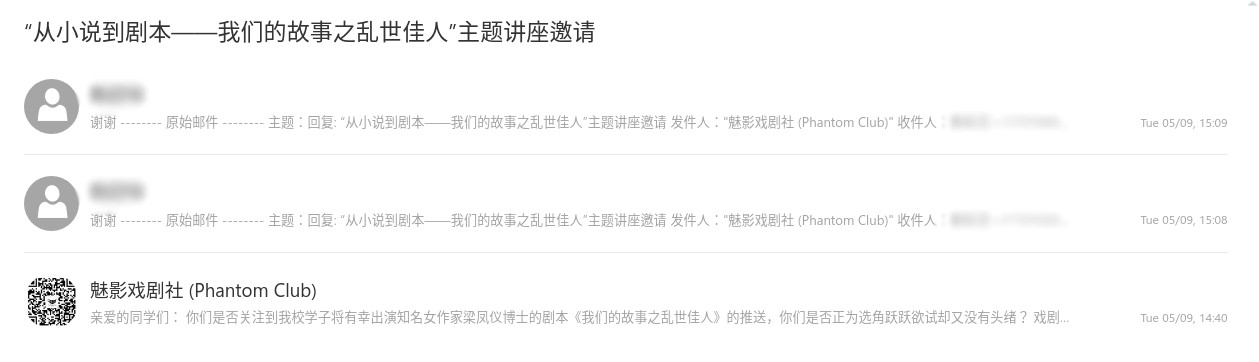 “从小说到剧本——我们的故事之乱世佳人”主题讲座邀请
谢谢 -------- 原始邮件 -------- 主题：回复: “从小说到剧本——我们的故事之乱世佳人”主题讲座邀请 发件人："魅影戏剧社 (Phantom Club)" 收件人：
Tue 05/09, 15:09
谢谢 -------- 原始邮件 -------- 主题：回复: “从小说到剧本——我们的故事之乱世佳人”主题讲座邀请 发件人："魅影戏剧社 (Phantom Club)" 收件人：
Tue 05/09, 15:08
魅影戏剧社 (Phantom Club)
亲爱的同学们： 你们是否关注到我校学子将有幸出演知名女作家梁凤仪博士的剧本《我们的故事之乱世佳人》的推送，你们是否正为选角跃跃欲试却又没有头绪？ 戏剧...
Tue 05/09, 14:40